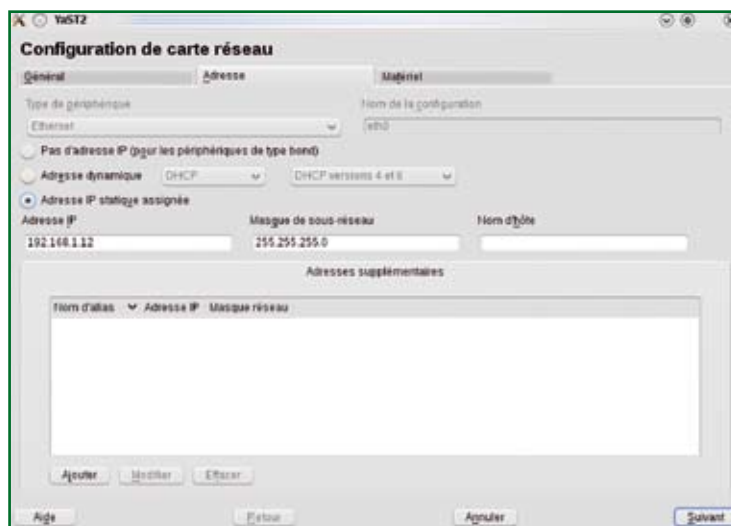 YaST2
Configuration de carte réseau
Général Adresse Matériel
Type de périphérique Nom de la configuration
Ethernet eth0
Pas d'adresse IP (pour les périphériques de type bond)
Adresse dynamique DHCP DHCP versions 4 et 6
Adresse IP statique assignée
Adresse IP Masque de sous-réseau Nom d'hôte
192.168.1.12 255.255.255.0
Adresses supplémentaires
Nom d'alias Adresse IP Masque réseau
Ajouter Modifier Effacer
Aide Retour Annuler Suivant